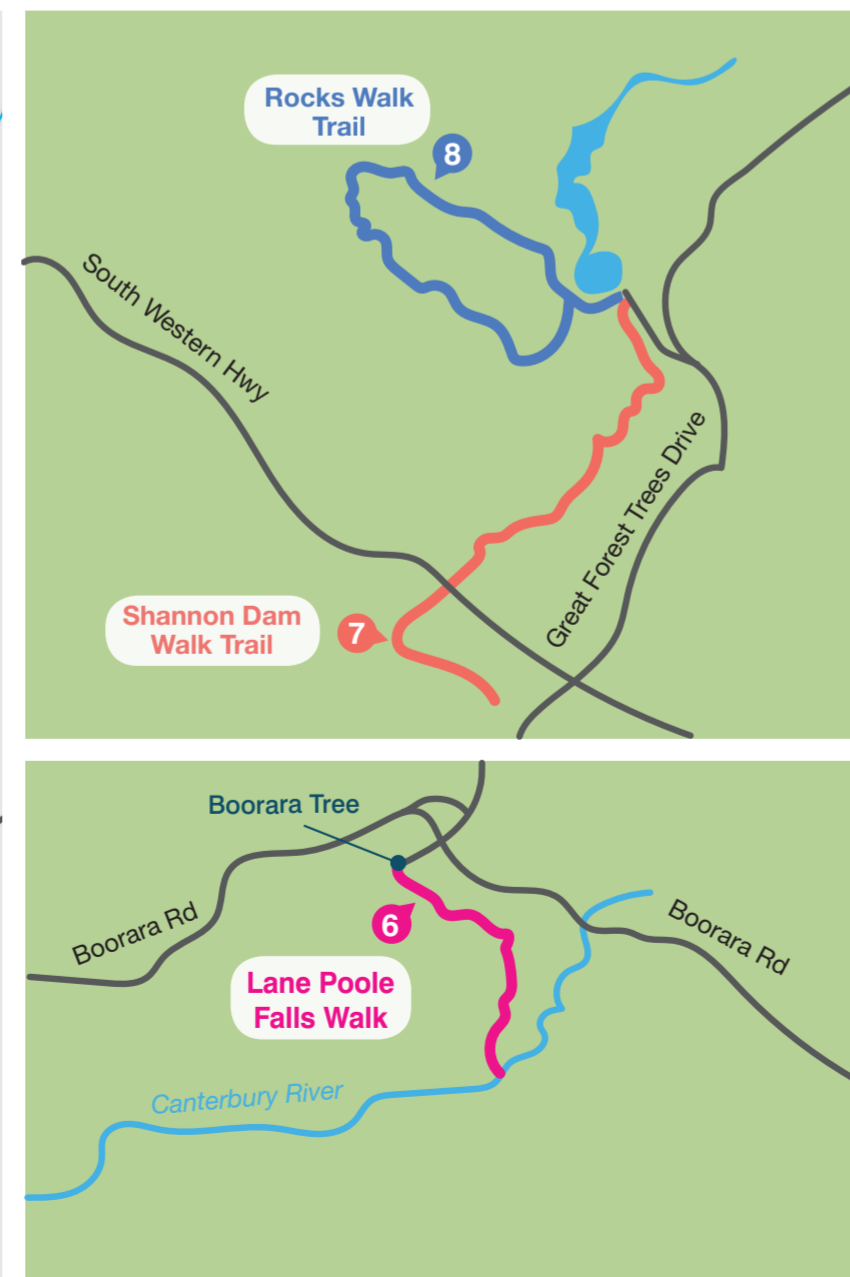 Rocks Walk
Trail
8
South Western Hwy
Great Forest Trees Drive
Shannon Dam
Walk Trail
7
Boorara Tree
6
Boorara Rd
Boorara Rd
Lane Poole
Falls Walk
Canterbury River